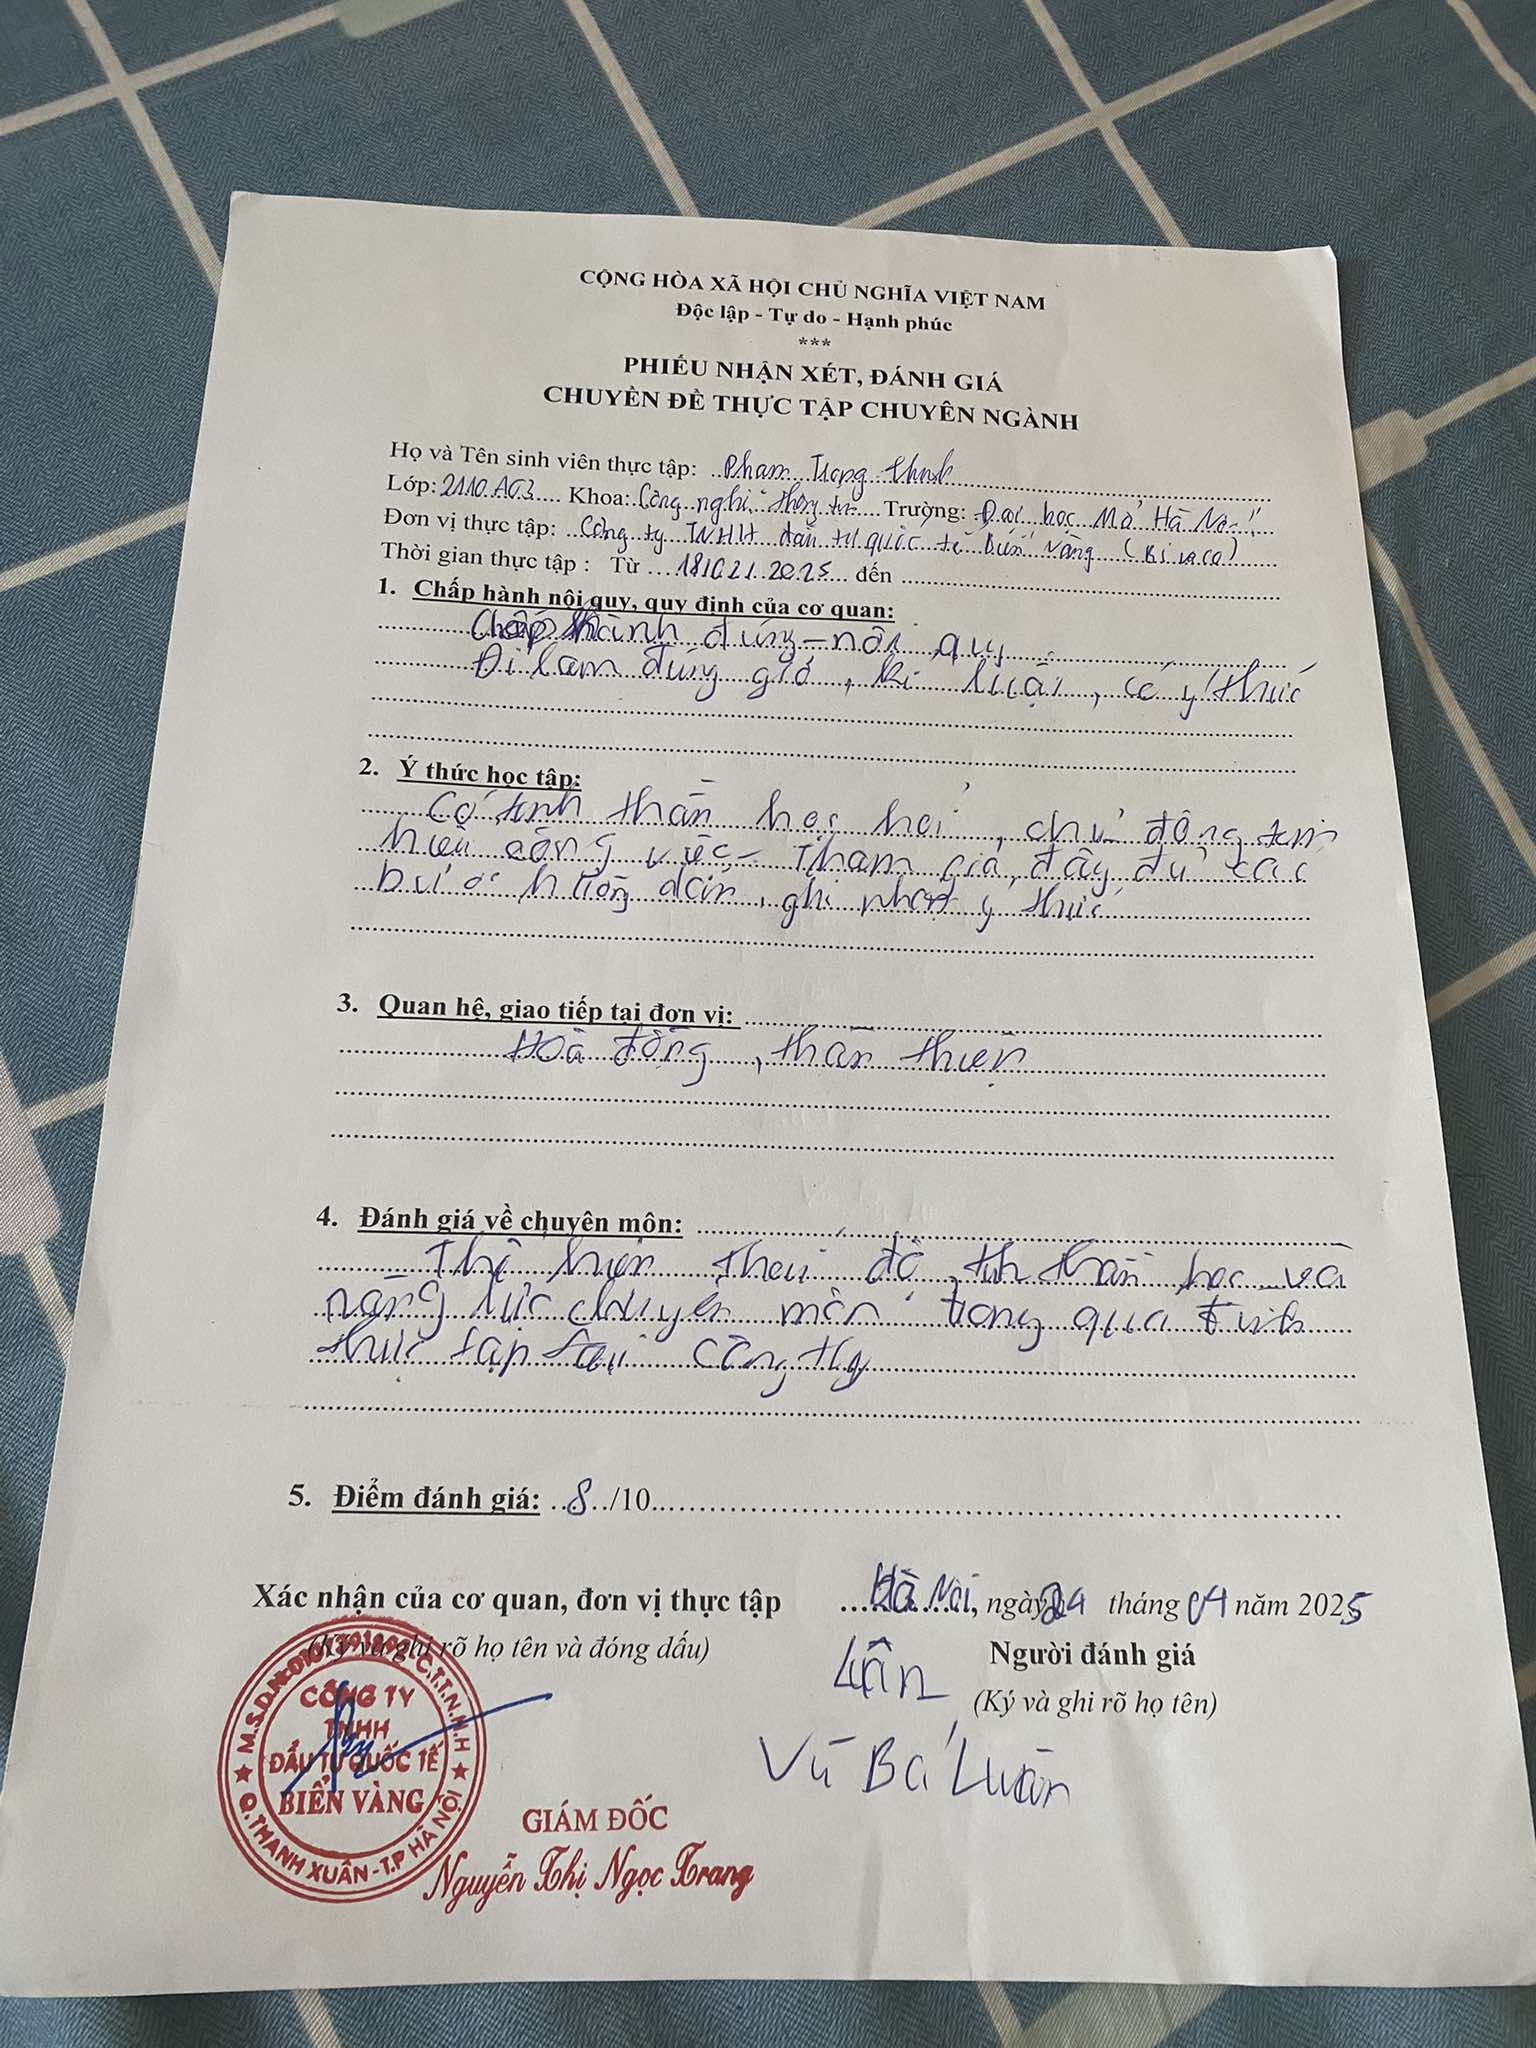 CỘNG HÒA XÃ HỘI CHỦ NGHĨA VIỆT NAM
Độc lập - Tự do - Hạnh phúc
***
PHIẾU NHẬN XÉT, ĐÁNH GIÁ
CHUYÊN ĐỀ THỰC TẬP CHUYÊN NGÀNH
Họ và Tên sinh viên thực tập: Phạm Trọng Thịnh
Lớp: 2110A03 Khoa: Công nghệ thông tin Trường: Đại học Mở Hà Nội
Đơn vị thực tập: Công ty TNHH đầu tư quốc tế Biển Vàng (Bivaco)
Thời gian thực tập : Từ 18/02/2025 đến
1. Chấp hành nội quy, quy định của cơ quan:
Chấp hành đúng nội quy
Đi làm đúng giờ, kỉ luật, có ý thức
2. Ý thức học tập:
Có tinh thần học hỏi, chủ động tìm
hiểu công việc - Tham gia đầy đủ các
bước hướng dẫn, ghi nhận ý thức
3. Quan hệ, giao tiếp tại đơn vị:
Hoà đồng, thân thiện
4. Đánh giá về chuyên môn:
Thể hiện thái độ, tinh thần học và
năng lực chuyên môn trong quá trình
thực tập tại công ty
5. Điểm đánh giá: 8/10
Xác nhận của cơ quan, đơn vị thực tập Hà Nội, ngày 24 tháng 04 năm 2025
(Ký và ghi rõ họ tên và đóng dấu) Người đánh giá
Luân (Ký và ghi rõ họ tên)
Vũ Bá Luân
M.S.D.N: C.T.T.N.H.H
CÔNG TY
TNHH
ĐẦU TƯ QUỐC TẾ
BIỂN VÀNG
Q.THANH XUÂN - T.P HÀ NỘI
GIÁM ĐỐC
Nguyễn Thị Ngọc Trang